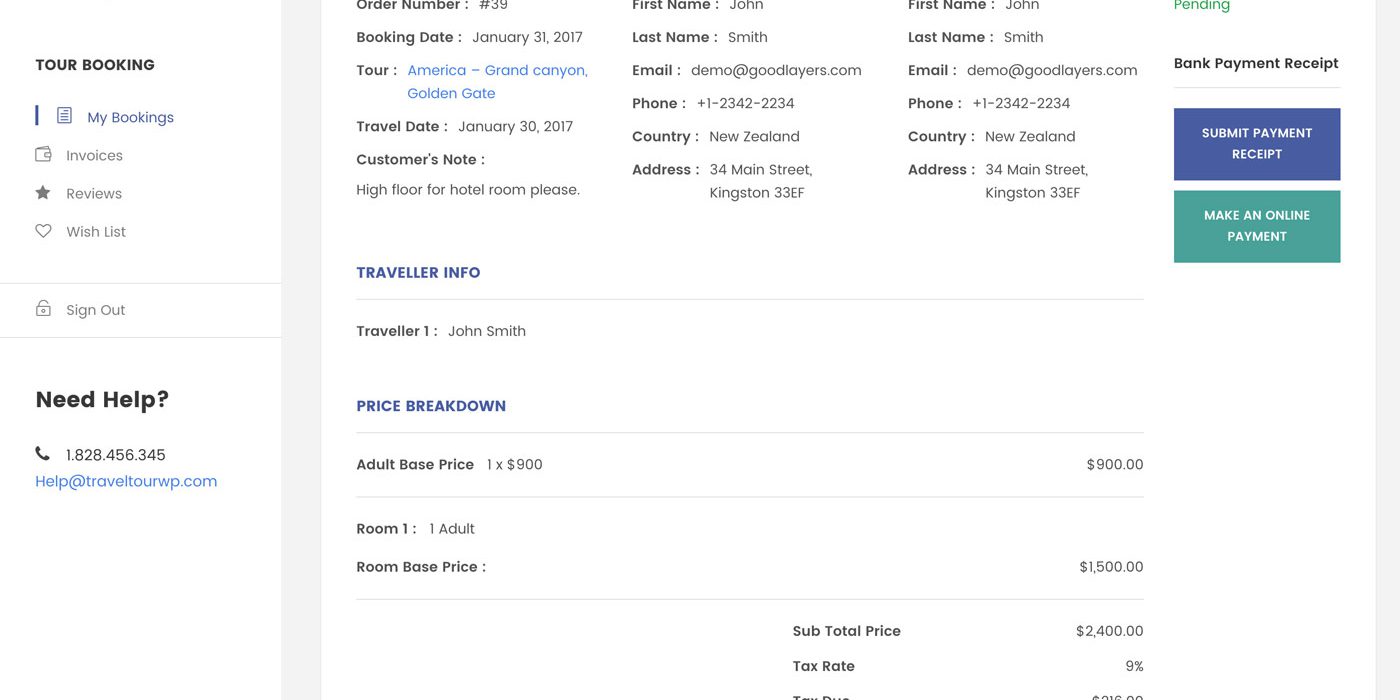 TOUR BOOKING
My Bookings
Invoices
Reviews
Wish List
Sign Out
Need Help?
1.828.456.345
Help@traveltourwp.com
Order Number : #39
Booking Date : January 31, 2017
Tour : America – Grand canyon,
Golden Gate
Travel Date : January 30, 2017
Customer's Note :
High floor for hotel room please.
First Name : John
Last Name : Smith
Email : demo@goodlayers.com
Phone : +1-2342-2234
Country : New Zealand
Address : 34 Main Street,
Kingston 33EF
First Name : John
Last Name : Smith
Email : demo@goodlayers.com
Phone : +1-2342-2234
Country : New Zealand
Address : 34 Main Street,
Kingston 33EF
TRAVELLER INFO
Traveller 1 : John Smith
PRICE BREAKDOWN
Adult Base Price 1 x $900 $900.00
Room 1 : 1 Adult
Room Base Price : $1,500.00
Sub Total Price $2,400.00
Tax Rate 9%
Tax Due $216.00
Pending
Bank Payment Receipt
SUBMIT PAYMENT
RECEIPT
MAKE AN ONLINE
PAYMENT